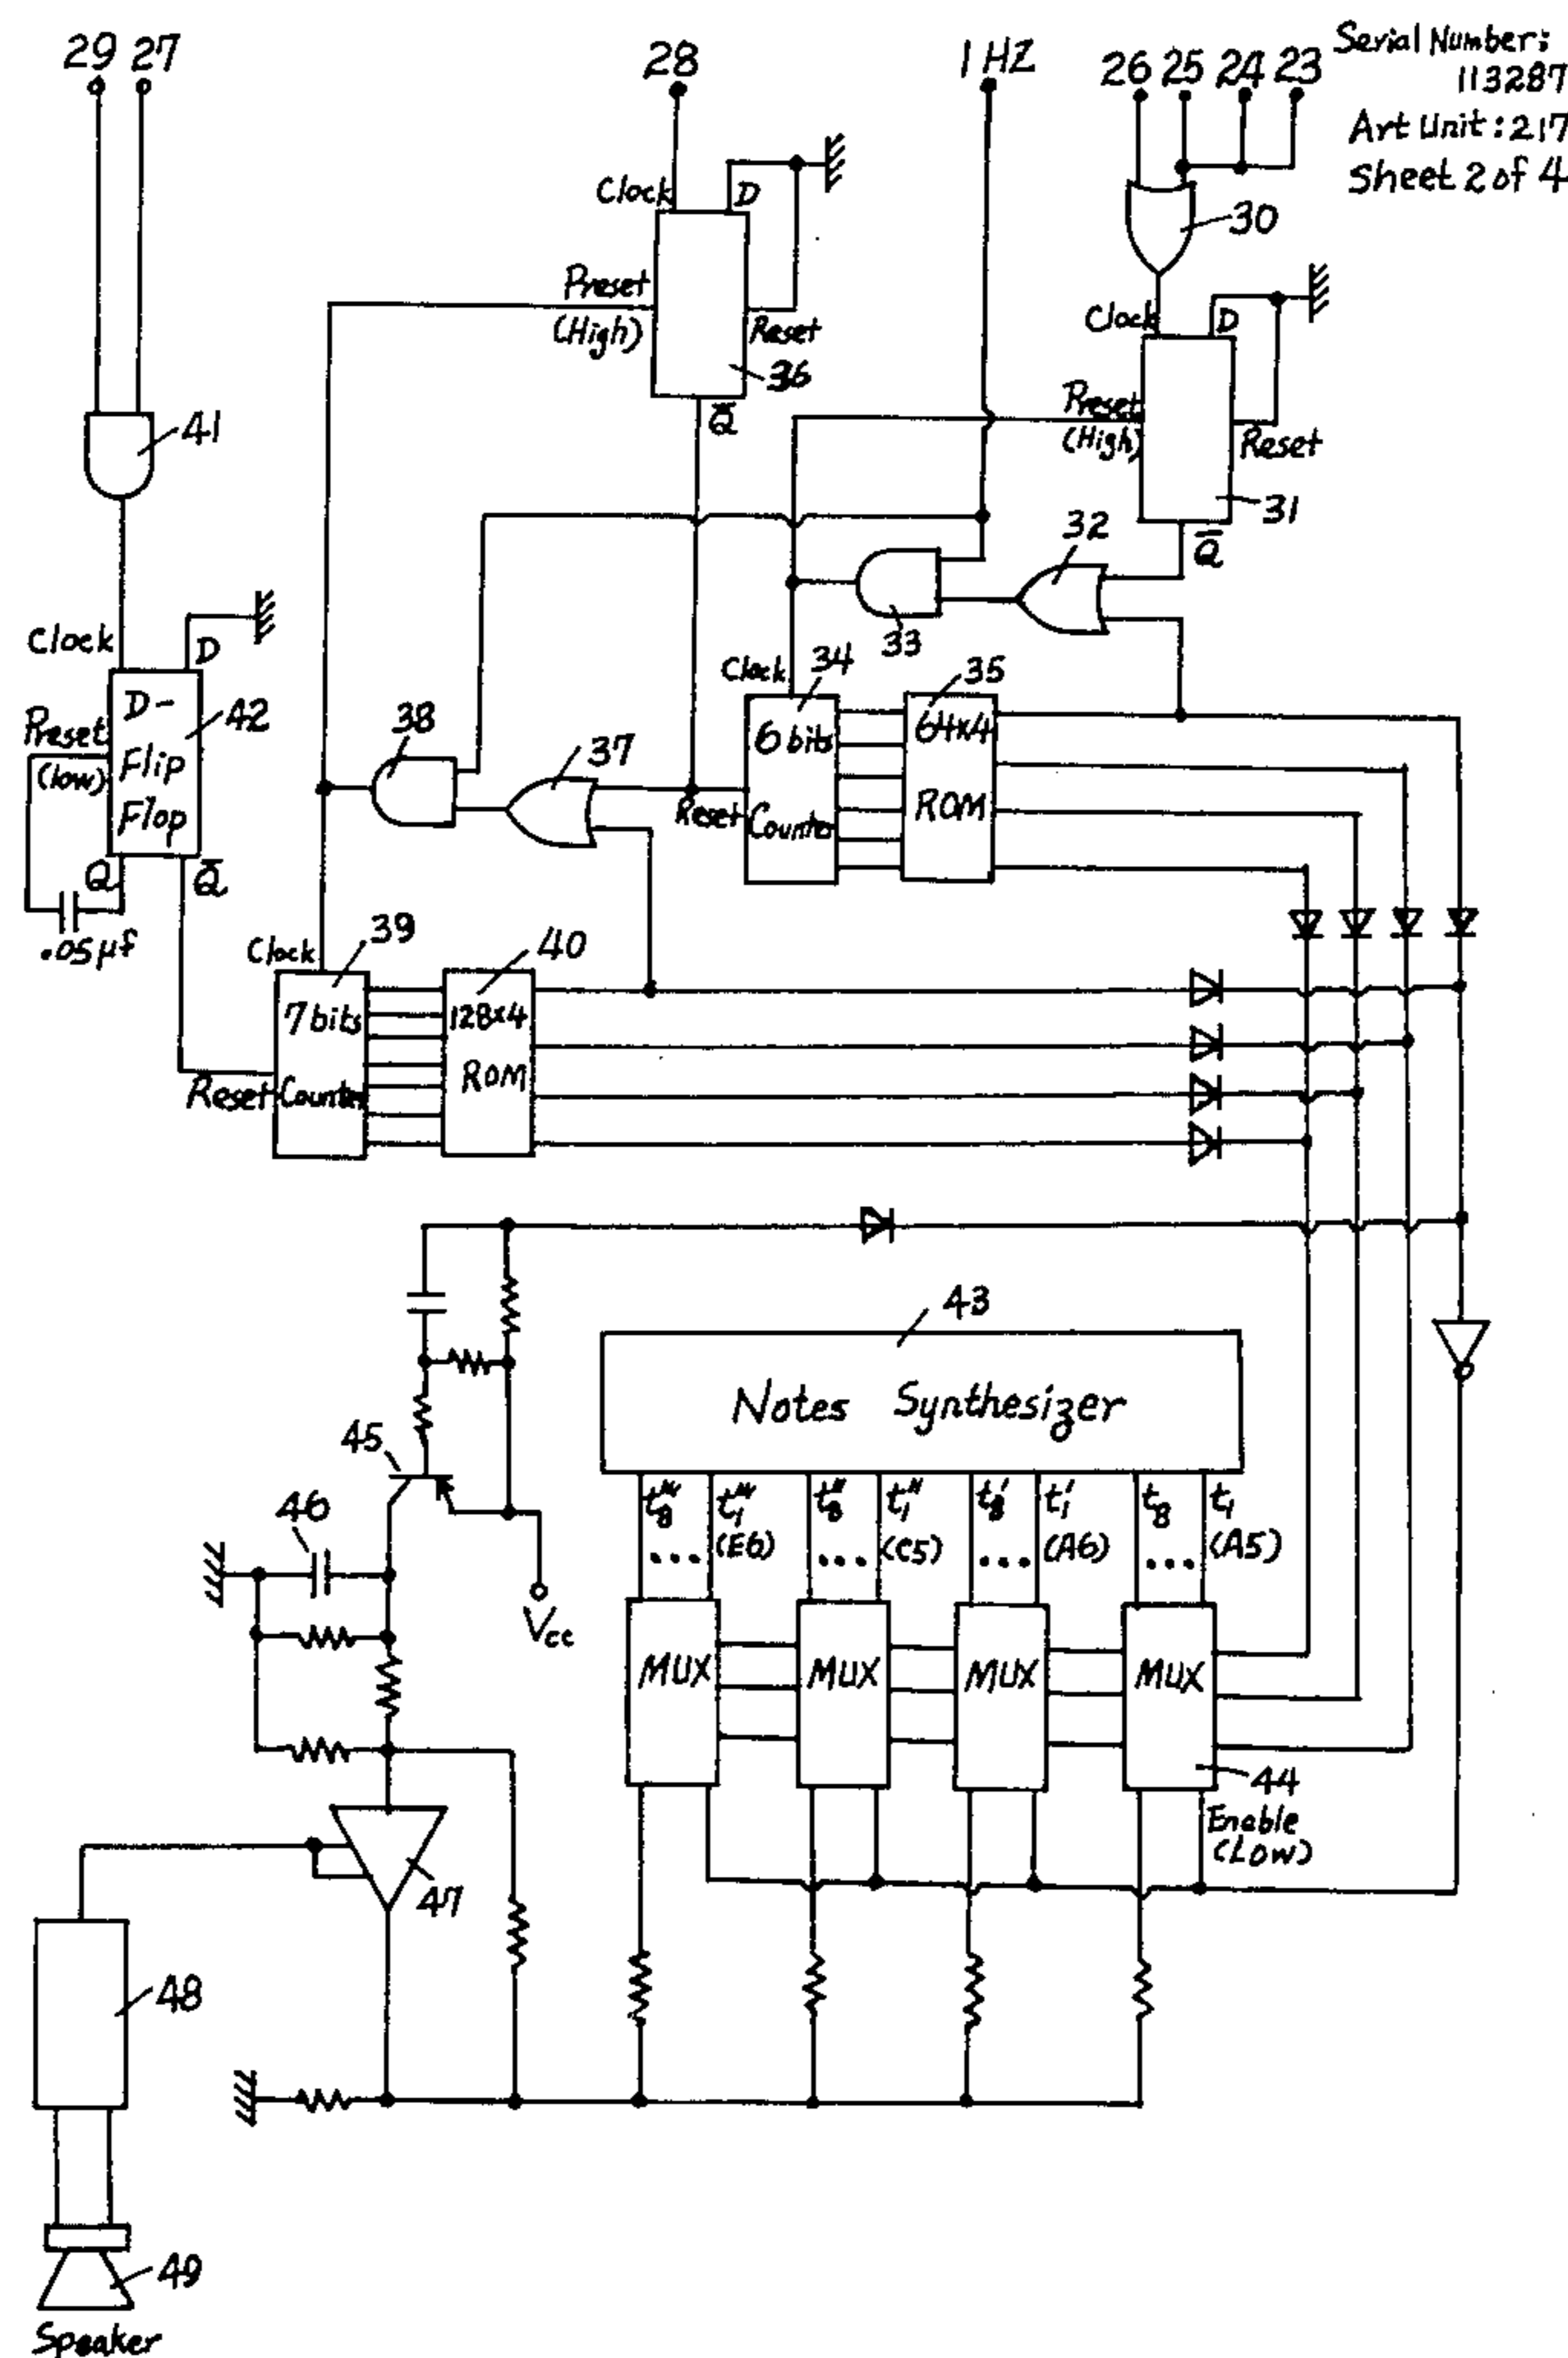 29 27
28
1 HZ
26 25 24 23
Serial Number:
113287
Art Unit: 217
Sheet 2 of 4
30
Clock
D
Preset
(High)
Reset
36
Q̅
Clock
D
Preset
(High)
Reset
31
Q̅
41
32
33
Clock
D
D-
Flip
Flop
42
Preset
(low)
Q
Q̅
.05μf
38
37
Clock
34
6 bits
Counter
Reset
35
64x4
ROM
Clock
39
7 bits
Counter
Reset
40
128x4
ROM
43
Notes Synthesizer
45
46
Vcc
t8''' t1''' t8'' t1'' t8' t1' t8 t1
... (E6) ... (C5) ... (A6) ... (A5)
MUX MUX MUX MUX
44
Enable
(Low)
47
48
49
Speaker